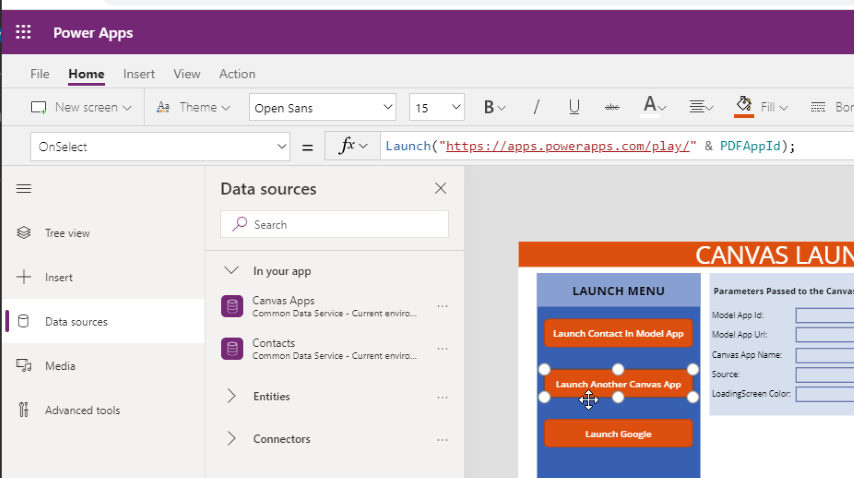 Power Apps
File Home Insert View Action
New screen Theme Open Sans 15 B / U abc A Fill Bor
OnSelect = fx Launch("https://apps.powerapps.com/play/" & PDFAppId);
Data sources
Search
In your app
Canvas Apps
Common Data Service - Current enviro...
Contacts
Common Data Service - Current enviro...
Entities
Connectors
Tree view
Insert
Data sources
Media
Advanced tools
CANVAS LAUN
LAUNCH MENU
Launch Contact In Model App
Launch Another Canvas App
Launch Google
Parameters Passed to the Canvas
Model App Id:
Model App Url:
Canvas App Name:
Source:
LoadingScreen Color: